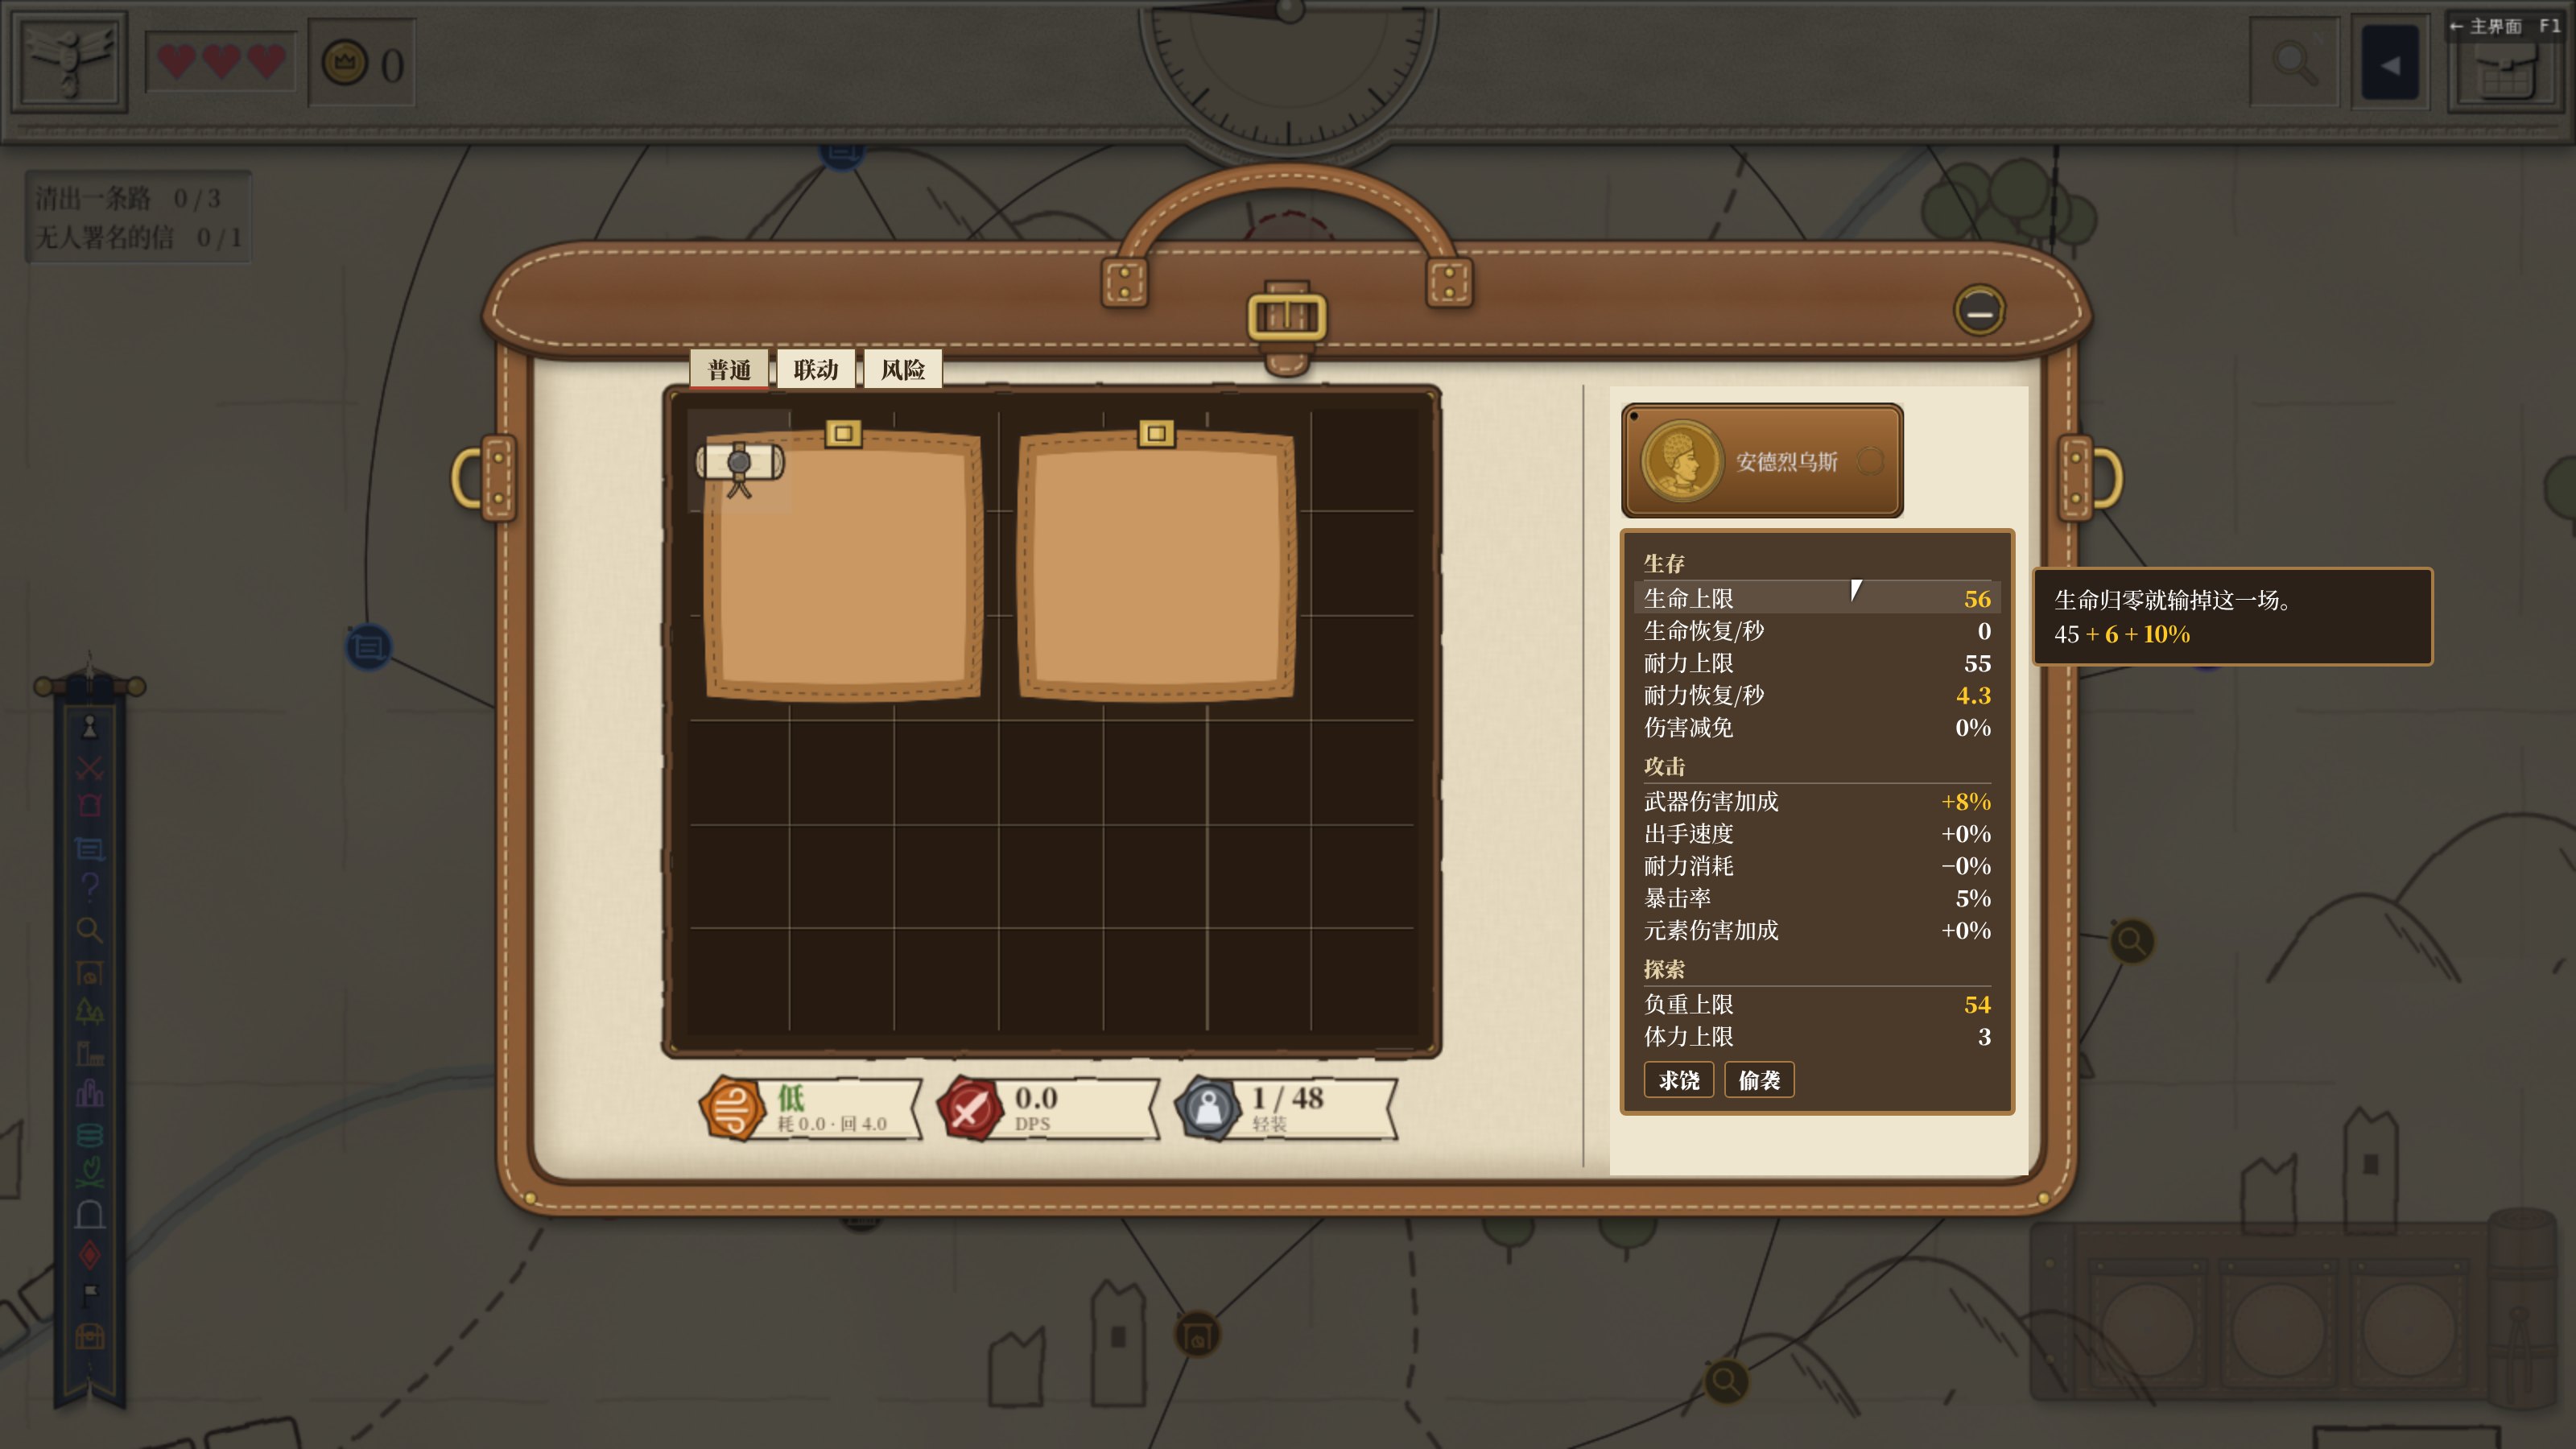 0
← 主界面 F1
清出一条路 0/3
无人署名的信 0/1
普通 联动 风险
安德烈乌斯
生存
生命上限 56
生命恢复/秒 0
耐力上限 55
耐力恢复/秒 4.3
伤害减免 0%
攻击
武器伤害加成 +8%
出手速度 +0%
耐力消耗 −0%
暴击率 5%
元素伤害加成 +0%
探索
负重上限 54
体力上限 3
求饶 偷袭
生命归零就输掉这一场。
45 + 6 + 10%
低
耗 0.0 · 回 4.0
0.0
DPS
1 / 48
轻装